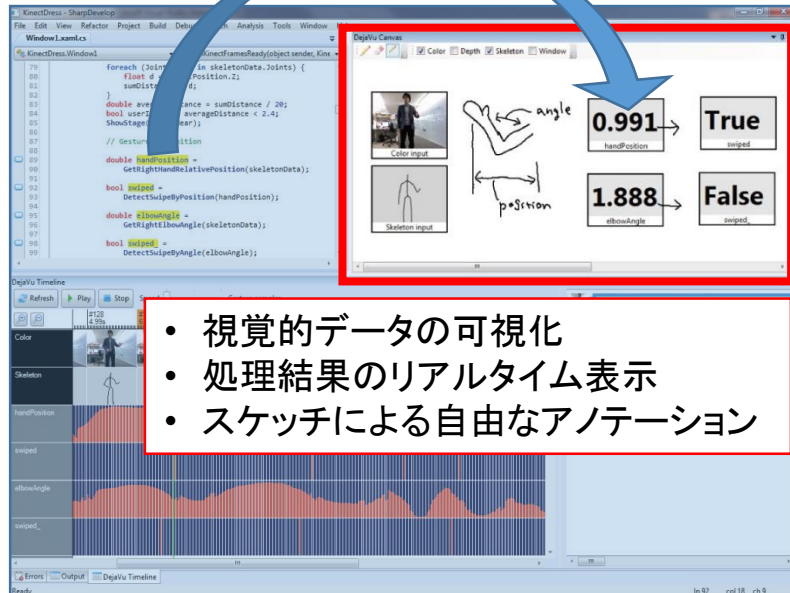 KinectDress - SharpDevelop
File Edit View Refactor Project Build Debug Analysis Tools Window
Window1.xaml.cs
KinectDress.Window1
KinectFramesReady(object sender, Kine
79 foreach (Joint in skeletonData.Joints) {
80 float d = Position.Z;
81 sumDist d;
82 }
83 double average stance = sumDistance / 20;
84 bool userI averageDistance < 2.4;
85 ShowStage( ear);
86
87 // Gestu ition
88
89 double handPosition =
90 GetRightHandRelativePosition(skeletonData);
91
92 bool swiped =
93 DetectSwipeByPosition(handPosition);
94
95 double elbowAngle =
96 GetRightElbowAngle(skeletonData);
97
98 bool swiped_ =
99 DetectSwipeByAngle(elbowAngle);
DejaVu Canvas
Color Depth Skeleton Window
Color input
Skeleton input
angle
position
0.991
handPosition
True
swiped
1.888
elbowAngle
False
swiped_
DejaVu Timeline
Refresh Play Stop
#128
4.99s
Color
Skeleton
handPosition
swiped
elbowAngle
swiped_
• 視覚的データの可視化
• 処理結果のリアルタイム表示
• スケッチによる自由なアノテーション
Errors Output DejaVu Timeline
Ready
ln 92 col 18 ch 9